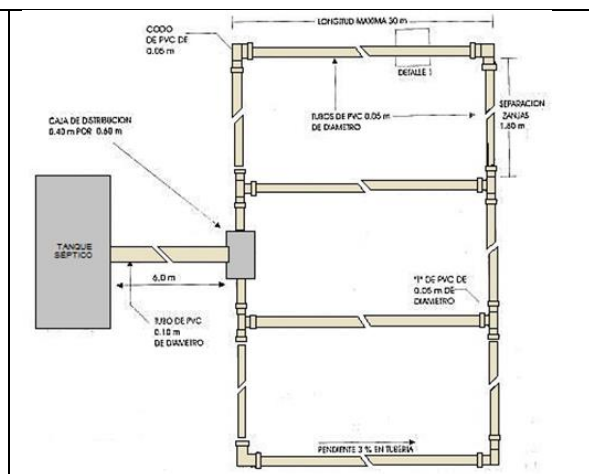 LONGITUD MAXIMA 30 m
CODO
DE PVC DE
0.05 m
DETALLE 1
TUBOS DE PVC 0.05 m
DE DIAMETRO
SEPARACION
ZANJAS
1.80 m
CAJA DE DISTRIBUCION
0.40 m POR 0.60 m
TANQUE
SÉPTICO
6.0 m
TUBO DE PVC
0.10 m
DE DIAMETRO
"T" DE PVC DE
0.05 m DE
DIAMETRO
PENDIENTE 3 % EN TUBERIA